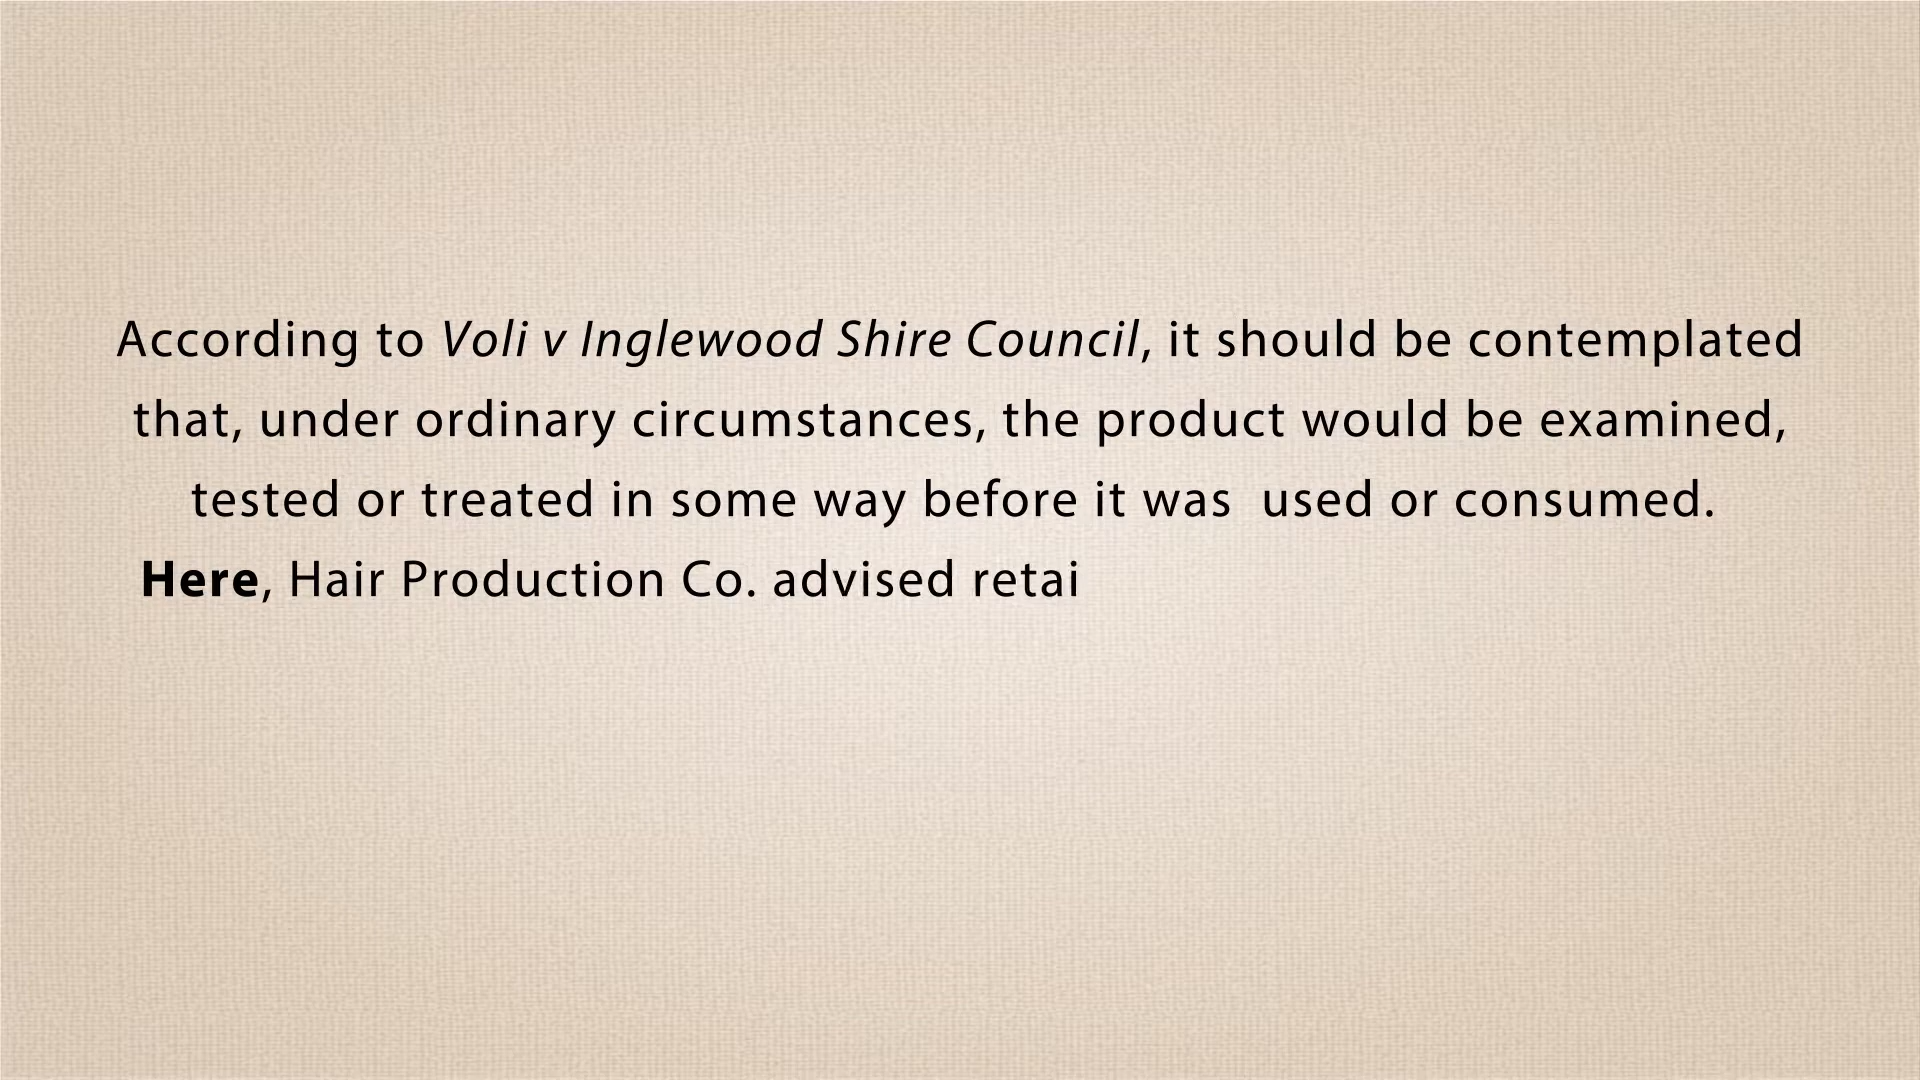 According to Voli v Inglewood Shire Council, it should be contemplated
that, under ordinary circumstances, the product would be examined,
tested or treated in some way before it was  used or consumed.
Here, Hair Production Co. advised retai